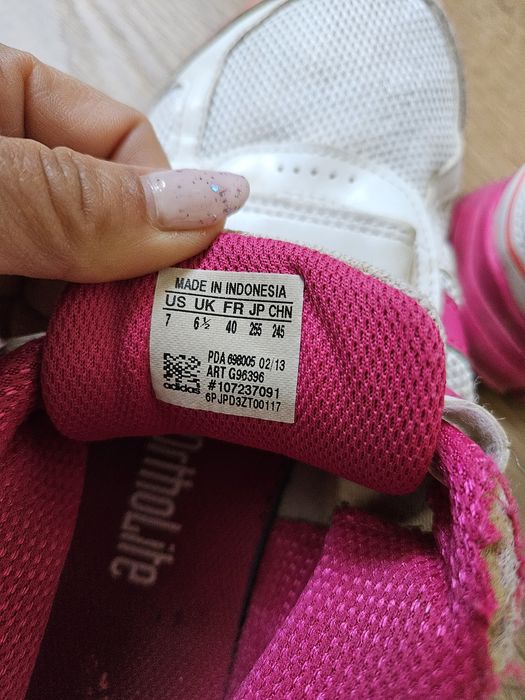 MADE IN INDONESIA
US UK FR JP CHN
7 6½ 40 255 245
PDA 698005 02/13
ART G96396
#107237091
6PJPD3ZT00117
adidas
OrthoLite